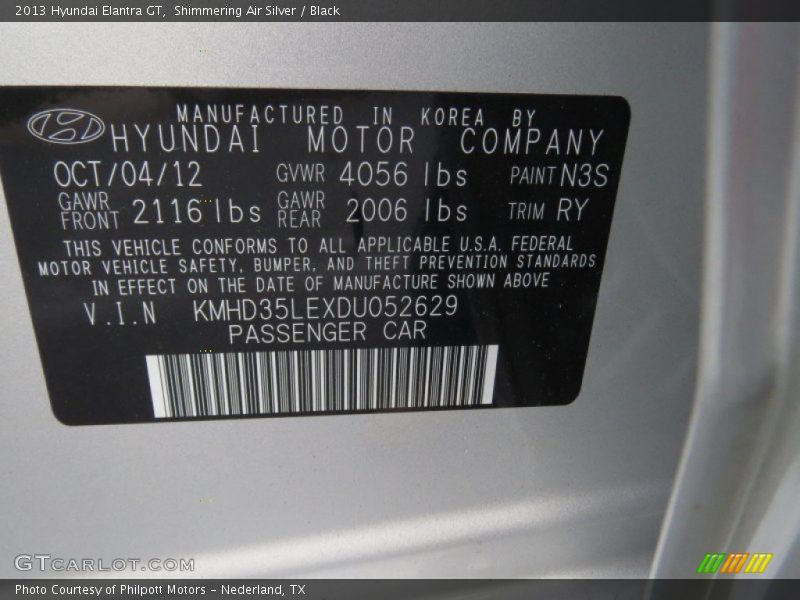 2013 Hyundai Elantra GT,  Shimmering Air Silver / Black
MANUFACTURED IN KOREA BY
HYUNDAI MOTOR COMPANY
OCT/04/12 GVWR 4056 lbs PAINT N3S
GAWR FRONT 2116 lbs GAWR REAR 2006 lbs TRIM RY
THIS VEHICLE CONFORMS TO ALL APPLICABLE U.S.A. FEDERAL
MOTOR VEHICLE SAFETY, BUMPER, AND THEFT PREVENTION STANDARDS
IN EFFECT ON THE DATE OF MANUFACTURE SHOWN ABOVE
V.I.N KMHD35LEXDU052629
PASSENGER CAR
GTCARLOT.COM
Photo Courtesy of Philpott Motors - Nederland, TX